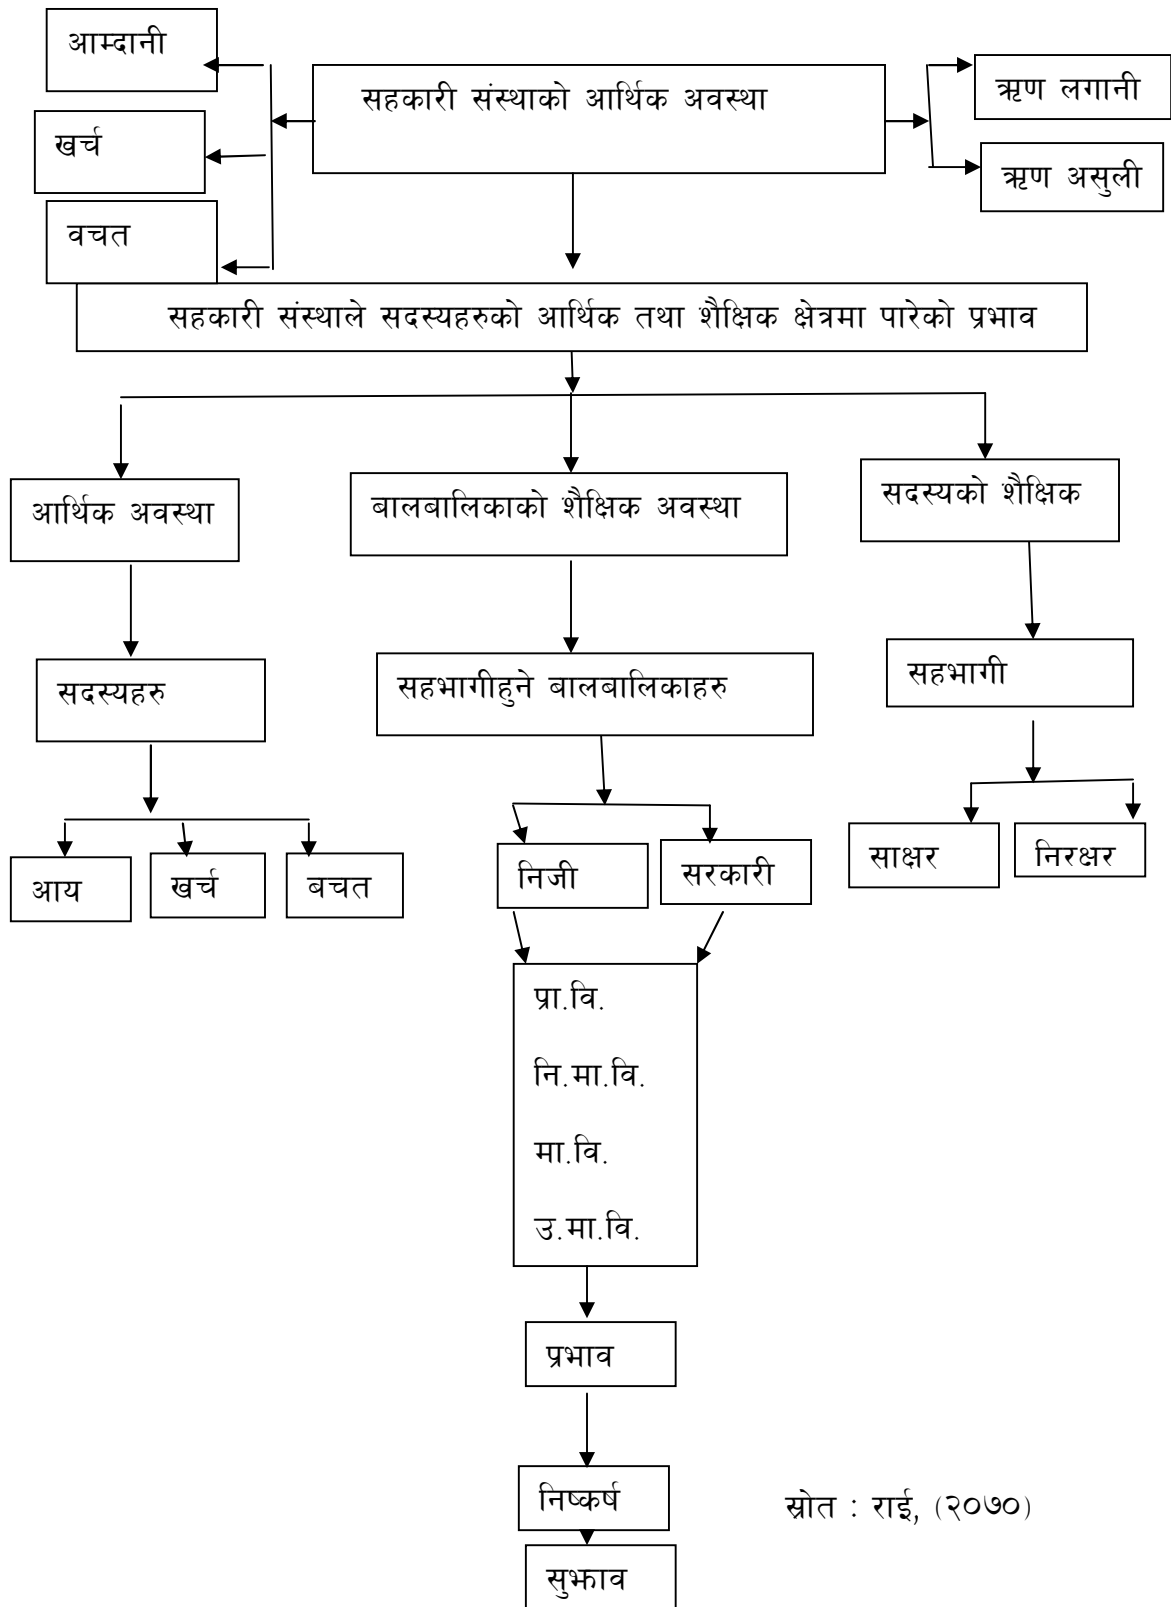 आम्दानी
सहकारी संस्थाको आर्थिक अवस्था
ऋण लगानी
खर्च
ऋण असुली
वचत
सहकारी संस्थाले सदस्यहरुको आर्थिक तथा शैक्षिक क्षेत्रमा पारेको प्रभाव
आर्थिक अवस्था
बालबालिकाको शैक्षिक अवस्था
सदस्यको शैक्षिक
सदस्यहरु
सहभागीहुने बालबालिकाहरु
सहभागी
आय
खर्च
बचत
निजी
सरकारी
साक्षर
निरक्षर
प्रा.वि.
नि.मा.वि.
मा.वि.
उ.मा.वि.
प्रभाव
निष्कर्ष
स्रोत : राई, (२०७०)
सुझाव